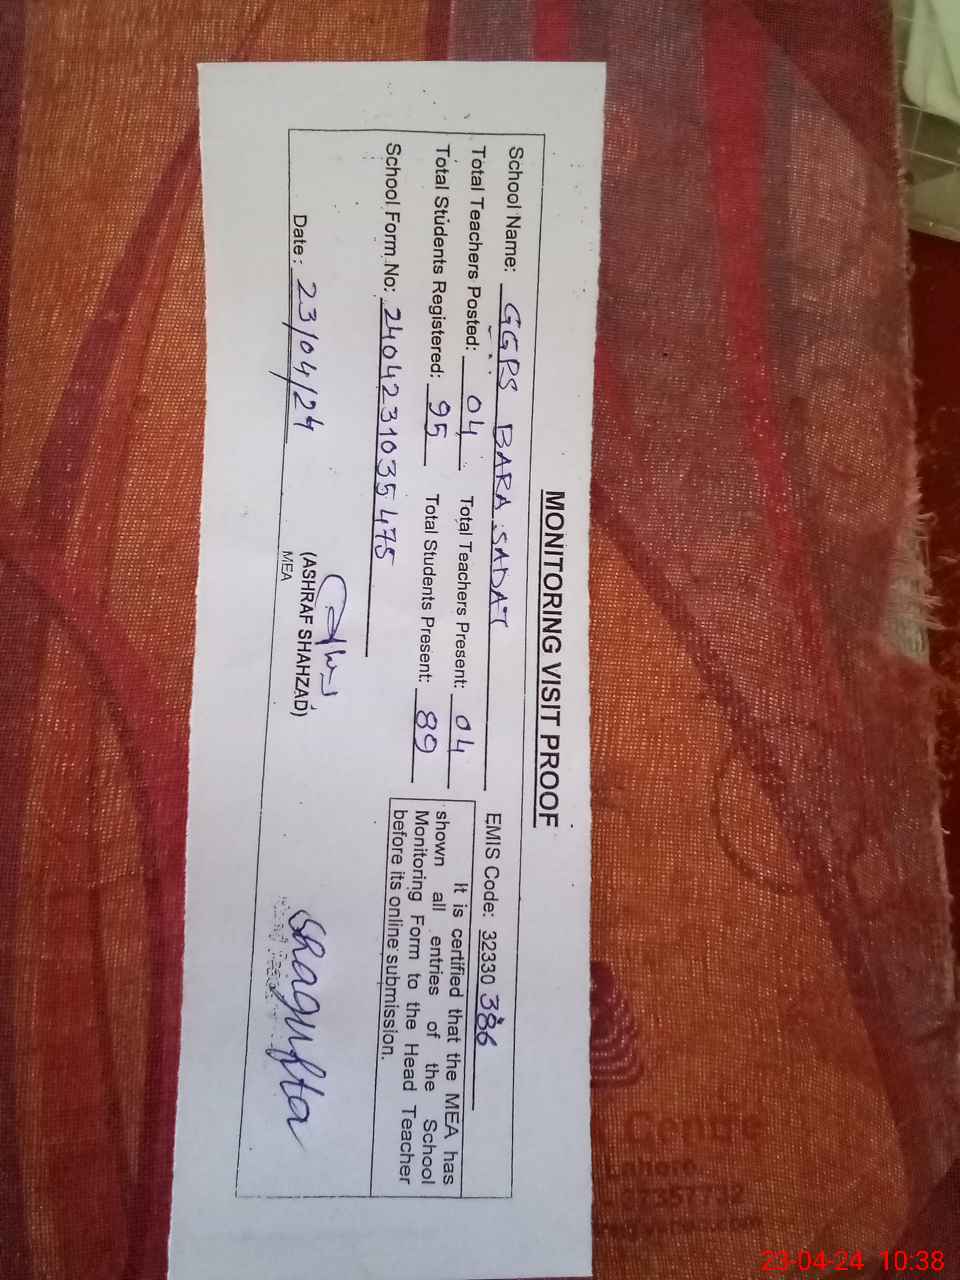 MONITORING VISIT PROOF
School Name: GGPS BARA SADAT EMIS Code: 32330 386
Total Teachers Posted: 04 Total Teachers Present: 04
Total Students Registered: 95 Total Students Present: 89
School Form No: 2404231035475
It is certified that the MEA has
shown all entries of the School
Monitoring Form to the Head Teacher
before its online submission.
Date: 23/04/24
(ASHRAF SHAHZAD)
MEA
Shagufta
Lahore
23-04-24 10:38